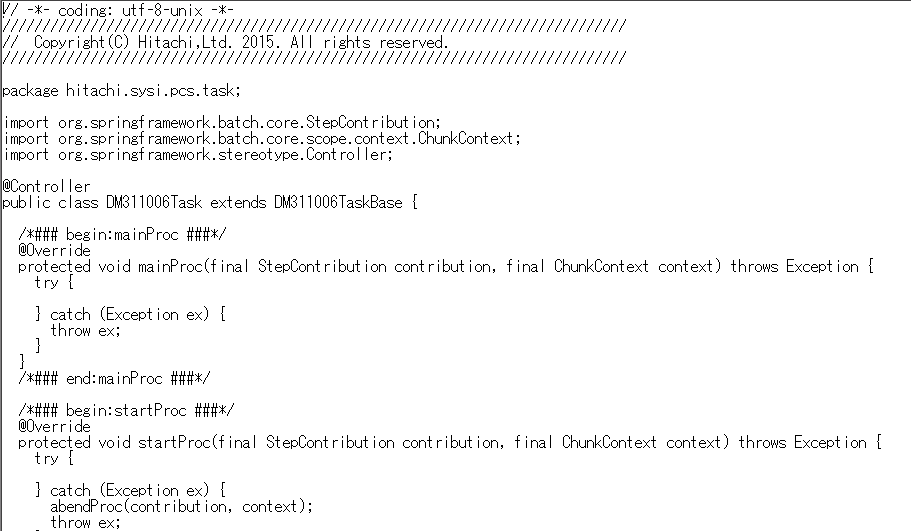 // -*- coding: utf-8-unix -*-
//////////////////////////////////////////////////////////////////////////////
//  Copyright(C) Hitachi,Ltd. 2015. All rights reserved.
//////////////////////////////////////////////////////////////////////////////

package hitachi.sysi.pcs.task;

import org.springframework.batch.core.StepContribution;
import org.springframework.batch.core.scope.context.ChunkContext;
import org.springframework.stereotype.Controller;

@Controller
public class DM311006Task extends DM311006TaskBase {

  /*### begin:mainProc ###*/
  @Override
  protected void mainProc(final StepContribution contribution, final ChunkContext context) throws Exception {
    try {

    } catch (Exception ex) {
      throw ex;
    }
  }
  /*### end:mainProc ###*/

  /*### begin:startProc ###*/
  @Override
  protected void startProc(final StepContribution contribution, final ChunkContext context) throws Exception {
    try {

    } catch (Exception ex) {
      abendProc(contribution, context);
      throw ex;